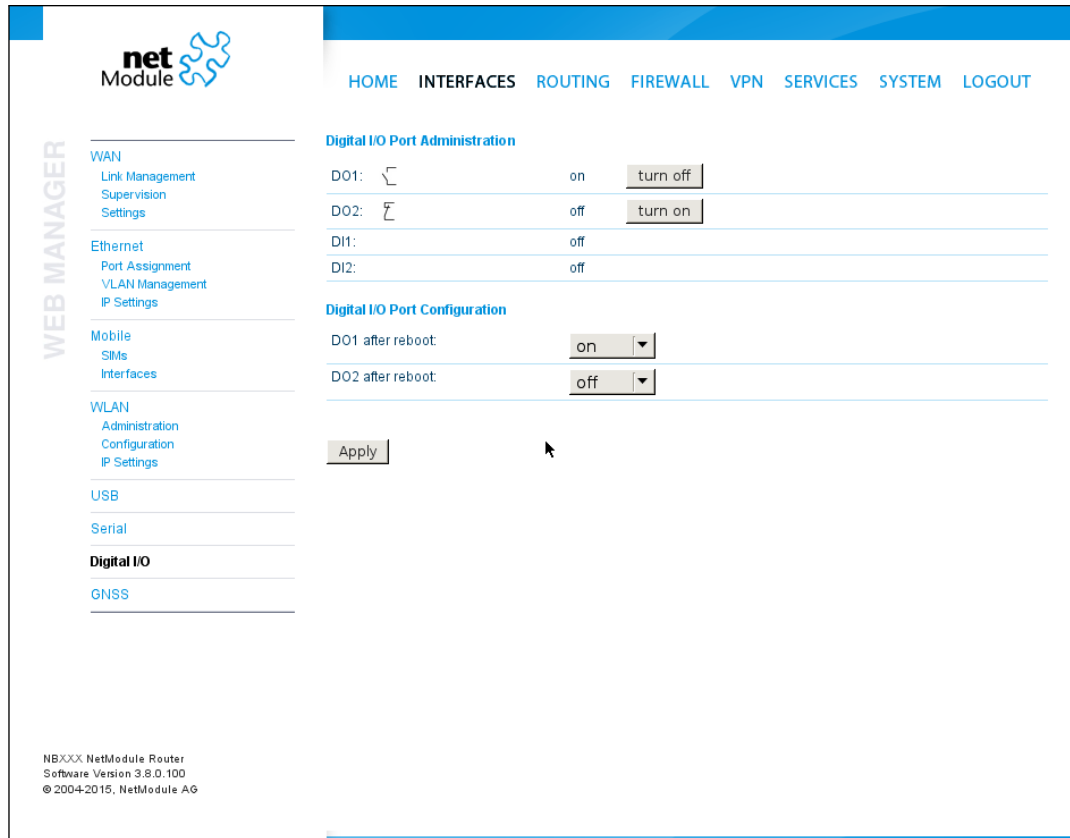 net
Module
HOME INTERFACES ROUTING FIREWALL VPN SERVICES SYSTEM LOGOUT
WEB MANAGER
WAN
Link Management
Supervision
Settings
Ethernet
Port Assignment
VLAN Management
IP Settings
Mobile
SIMs
Interfaces
WLAN
Administration
Configuration
IP Settings
USB
Serial
Digital I/O
GNSS
Digital I/O Port Administration
DO1: on turn off
DO2: off turn on
DI1: off
DI2: off
Digital I/O Port Configuration
DO1 after reboot: on
DO2 after reboot: off
Apply
NBXXX NetModule Router
Software Version 3.8.0.100
© 2004-2015, NetModule AG